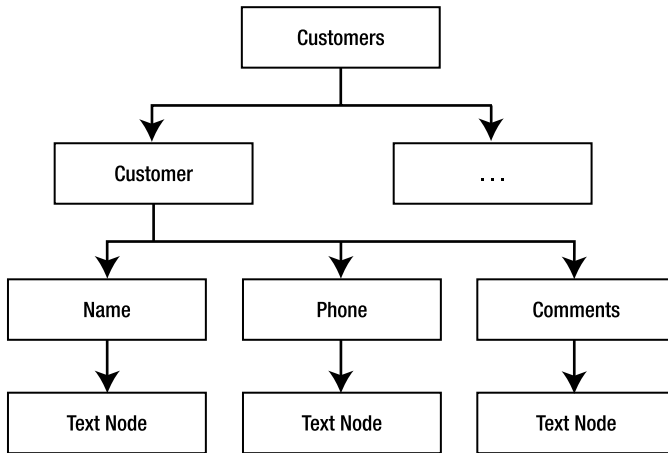 Customers
Customer
. . .
Name
Phone
Comments
Text Node
Text Node
Text Node